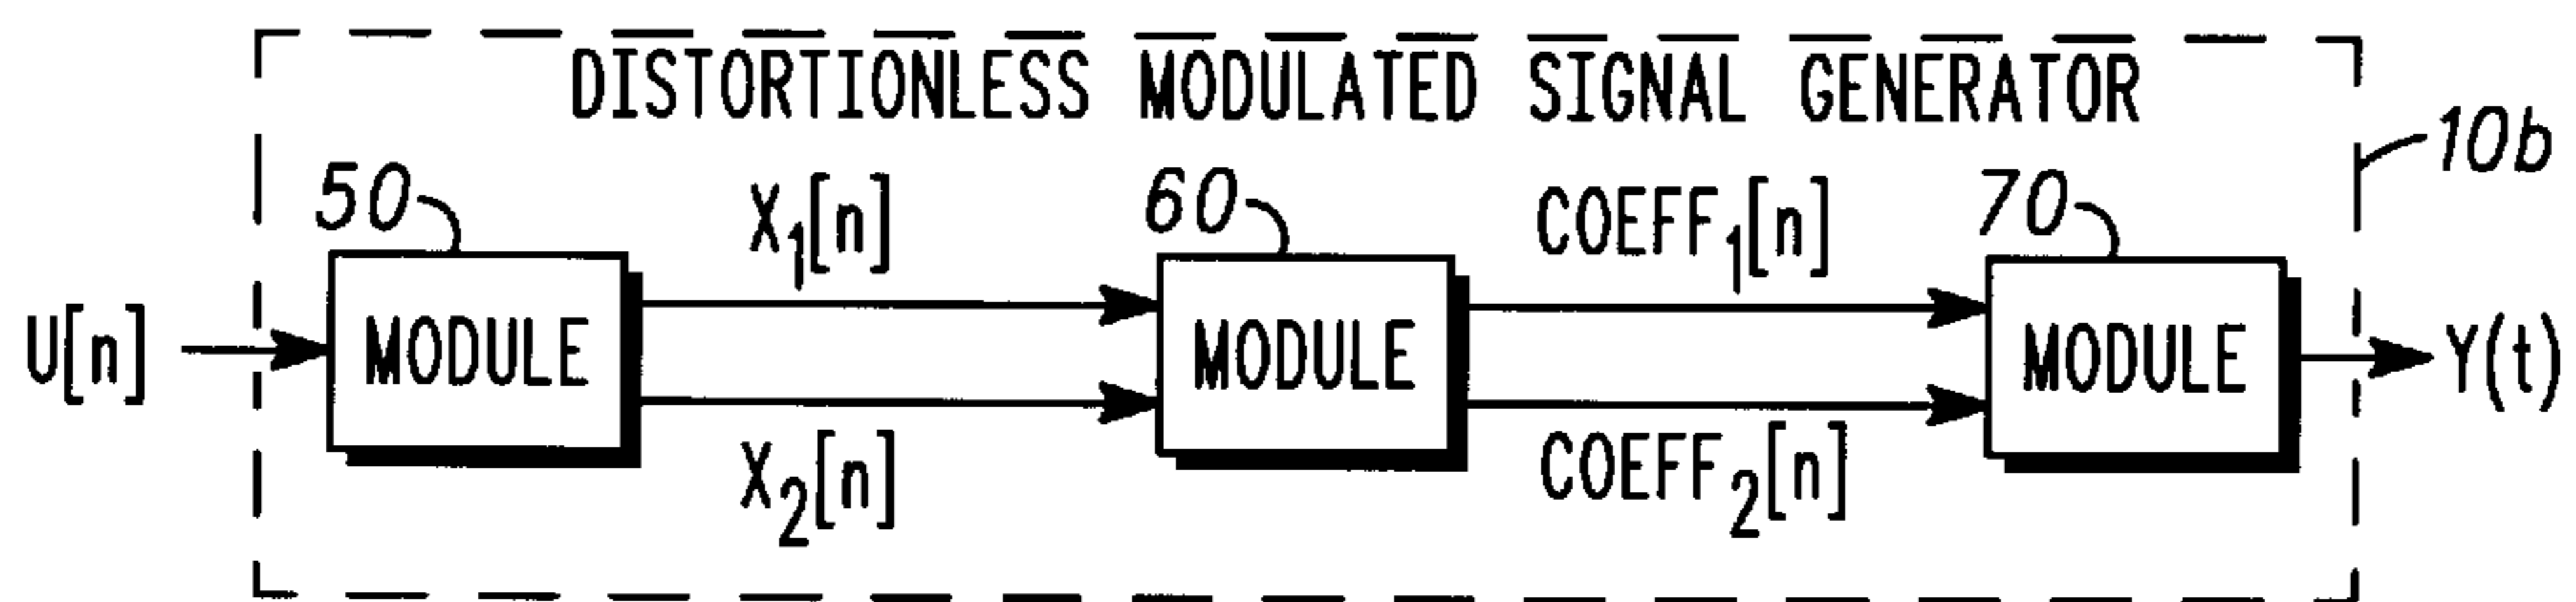 DISTORTIONLESS MODULATED SIGNAL GENERATOR
10b
50
X₁[n]
60
COEFF₁[n]
70
U[n]
MODULE
MODULE
MODULE
Y(t)
X₂[n]
COEFF₂[n]